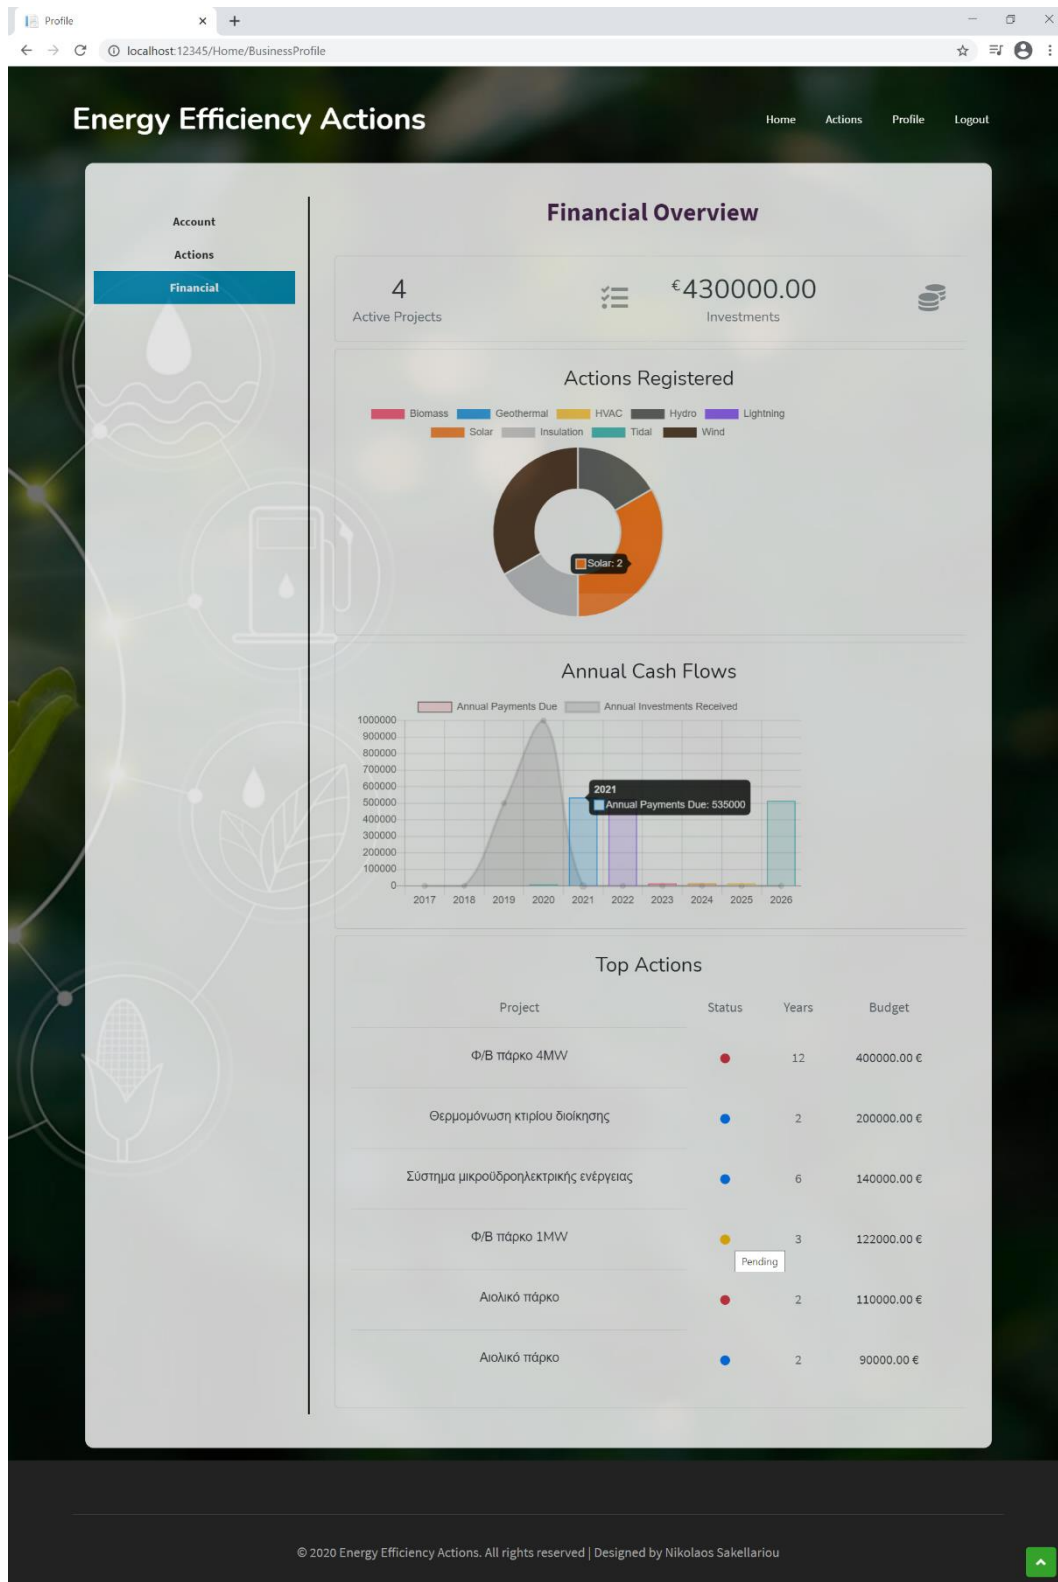 Profile
localhost:12345/Home/BusinessProfile
Energy Efficiency Actions
Home Actions Profile Logout
Account
Actions
Financial
Financial Overview
4
Active Projects
€430000.00
Investments
Actions Registered
Biomass Geothermal HVAC Hydro Lightning
Solar Insulation Tidal Wind
Solar: 2
Annual Cash Flows
Annual Payments Due Annual Investments Received
1000000
900000
800000
700000
600000
500000
400000
300000
200000
100000
0
2021
Annual Payments Due: 535000
2017 2018 2019 2020 2021 2022 2023 2024 2025 2026
Top Actions
Project Status Years Budget
Φ/Β πάρκο 4MW 12 400000.00 €
Θερμομόνωση κτιρίου διοίκησης 2 200000.00 €
Σύστημα μικροϋδροηλεκτρικής ενέργειας 6 140000.00 €
Φ/Β πάρκο 1MW 3 122000.00 €
Pending
Αιολικό πάρκο 2 110000.00 €
Αιολικό πάρκο 2 90000.00 €
© 2020 Energy Efficiency Actions. All rights reserved | Designed by Nikolaos Sakellariou